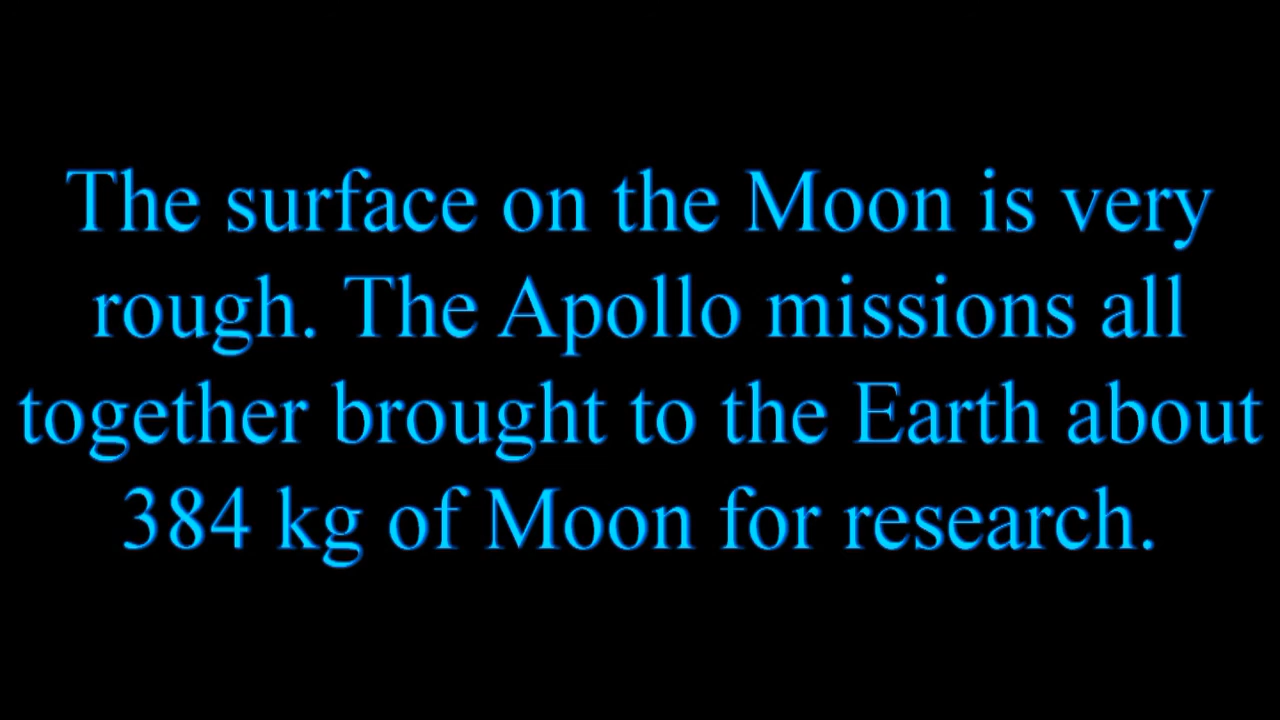 The surface on the Moon is very
rough. The Apollo missions all
together brought to the Earth about
384 kg of Moon for research.